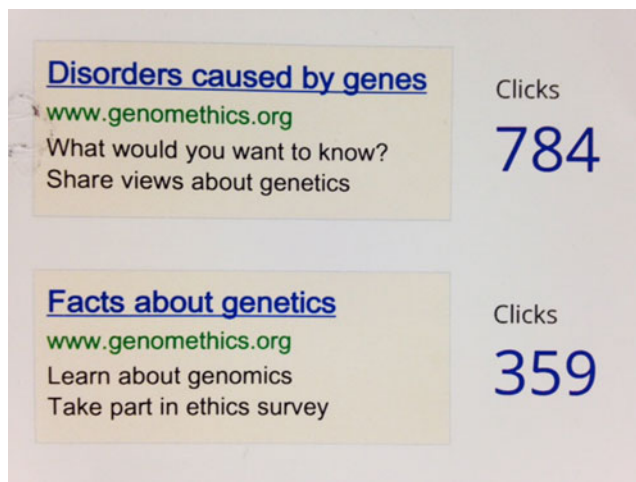 Disorders caused by genes
www.genomethics.org
What would you want to know?
Share views about genetics
Clicks
784
Facts about genetics
www.genomethics.org
Learn about genomics
Take part in ethics survey
Clicks
359